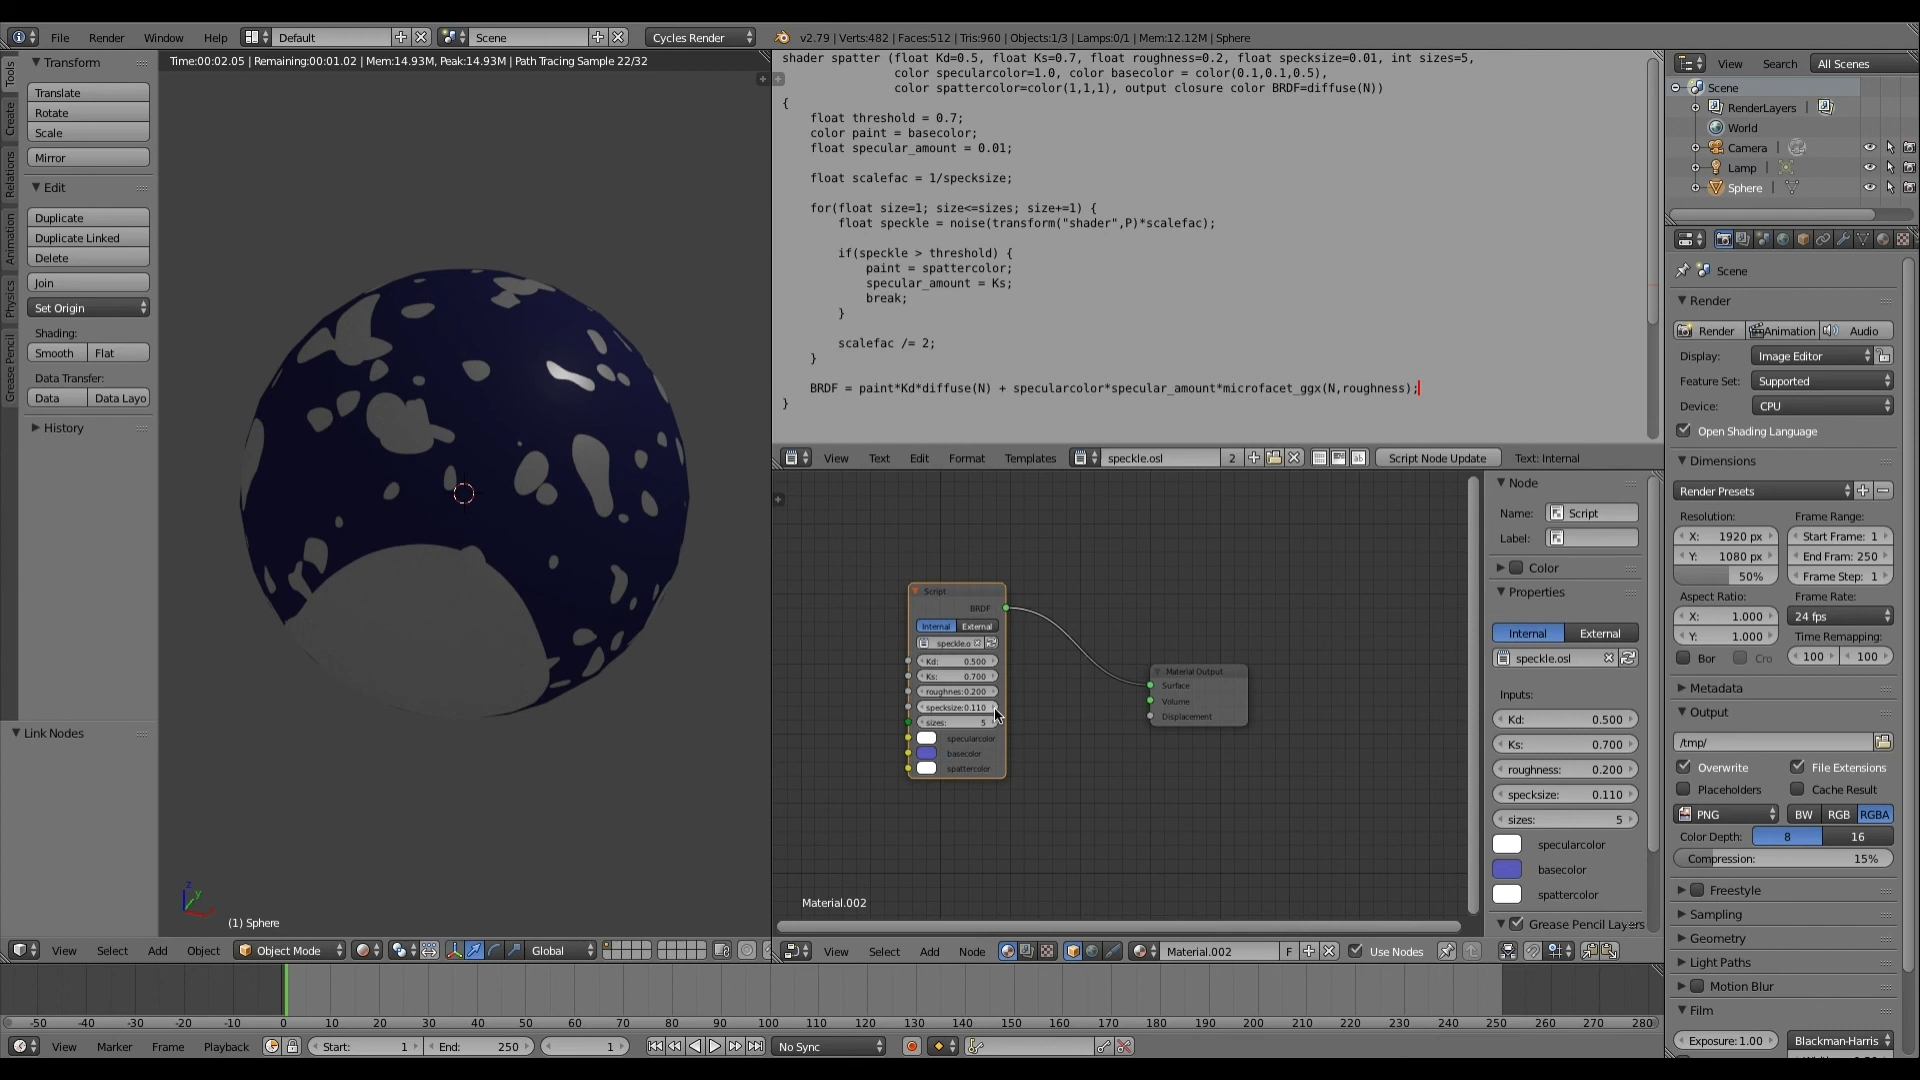 File Render Window Help Default Scene Cycles Render v2.79 | Verts:482 | Faces:512 | Tris:960 | Objects:1/3 | Lamps:0/1 | Mem:12.12M | Sphere
Tools
Create
Relations
Animation
Physics
Grease Pencil
Transform
Translate
Rotate
Scale
Mirror
Edit
Duplicate
Duplicate Linked
Delete
Join
Set Origin
Shading:
Smooth Flat
Data Transfer:
Data Data Layo
History
Link Nodes
Time:00:02.05 | Remaining:00:01.02 | Mem:14.93M, Peak:14.93M | Path Tracing Sample 22/32
z
y
(1) Sphere
View Select Add Object Object Mode Global
shader spatter (float Kd=0.5, float Ks=0.7, float roughness=0.2, float specksize=0.01, int sizes=5,
color specularcolor=1.0, color basecolor = color(0.1,0.1,0.5),
color spattercolor=color(1,1,1), output closure color BRDF=diffuse(N))
{
float threshold = 0.7;
color paint = basecolor;
float specular_amount = 0.01;
float scalefac = 1/specksize;
for(float size=1; size<=sizes; size+=1) {
float speckle = noise(transform("shader",P)*scalefac);
if(speckle > threshold) {
paint = spattercolor;
specular_amount = Ks;
break;
}
scalefac /= 2;
}
BRDF = paint*Kd*diffuse(N) + specularcolor*specular_amount*microfacet_ggx(N,roughness);
}
View Text Edit Format Templates speckle.osl 2 Script Node Update Text: Internal
Script
BRDF
Internal External
speckle.o
Kd: 0.500
Ks: 0.700
roughnes:0.200
specksize:0.110
sizes: 5
specularcolor
basecolor
spattercolor
Material Output
Surface
Volume
Displacement
Material.002
Node
Name: Script
Label:
Color
Properties
Internal External
speckle.osl
Inputs:
Kd: 0.500
Ks: 0.700
roughness: 0.200
specksize: 0.110
sizes: 5
specularcolor
basecolor
spattercolor
Grease Pencil Layers
View Select Add Node Material.002 F Use Nodes
View Search All Scenes
Scene
RenderLayers |
World
Camera |
Lamp |
Sphere |
Scene
Render
Render Animation Audio
Display: Image Editor
Feature Set: Supported
Device: CPU
Open Shading Language
Dimensions
Render Presets
Resolution: Frame Range:
X: 1920 px Start Frame: 1
Y: 1080 px End Fram: 250
50% Frame Step: 1
Aspect Ratio: Frame Rate:
X: 1.000 24 fps
Y: 1.000 Time Remapping:
Bor Cro 100 100
Metadata
Output
/tmp/
Overwrite File Extensions
Placeholders Cache Result
PNG BW RGB RGBA
Color Depth: 8 16
Compression: 15%
Freestyle
Sampling
Geometry
Light Paths
Motion Blur
Film
Exposure:1.00 Blackman-Harris
-50 -40 -30 -20 -10 0 10 20 30 40 50 60 70 80 90 100 110 120 130 140 150 160 170 180 190 200 210 220 230 240 250 260 270 280
View Marker Frame Playback Start: 1 End: 250 1 No Sync